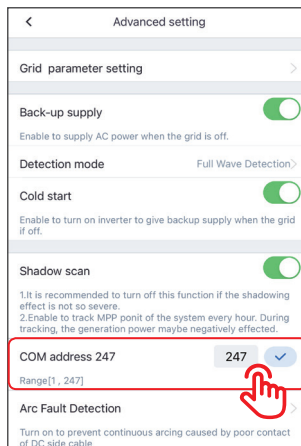 Advanced setting
Grid parameter setting
Back-up supply
Enable to supply AC power when the grid is off.
Detection mode Full Wave Detection
Cold start
Enable to turn on inverter to give backup supply when the grid
if off.
Shadow scan
1.It is recommended to turn off this function if the shadowing
effect is not so severe.
2.Enable to track MPP ponit of the system every hour. During
tracking, the generation power maybe negatively effected.
COM address 247 247
Range[1 , 247]
Arc Fault Detection
Turn on to prevent continuous arcing caused by poor contact
of DC side cable